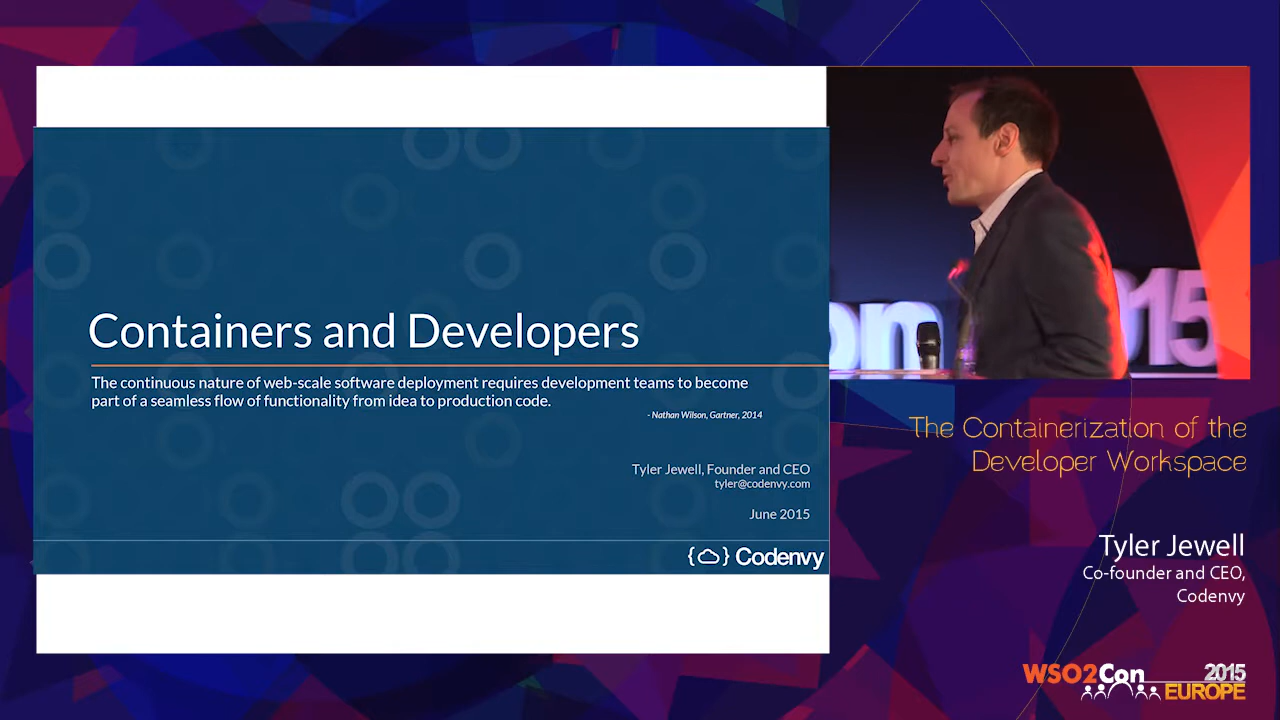 Containers and Developers
The continuous nature of web-scale software deployment requires development teams to become
part of a seamless flow of functionality from idea to production code.
- Nathan Wilson, Gartner, 2014
Tyler Jewell, Founder and CEO
tyler@codenvy.com
June 2015
{ } Codenvy
on 2015
The Containerization of the
Developer Workspace
Tyler Jewell
Co-founder and CEO,
Codenvy
WSO2Con 2015
EUROPE